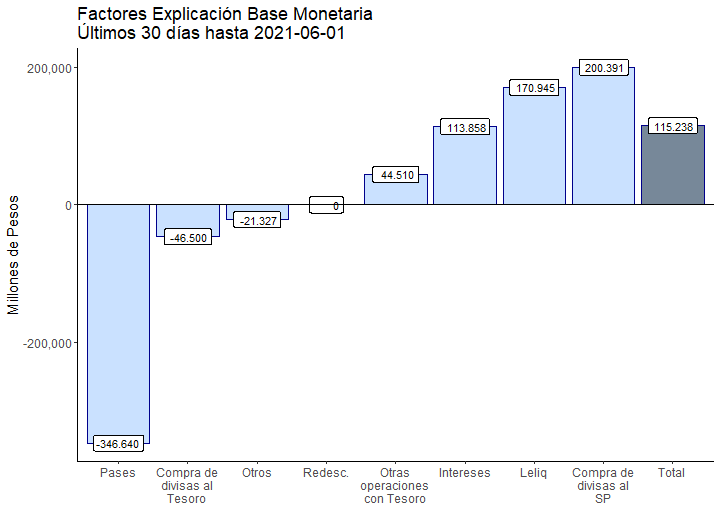 Factores Explicación Base Monetaria
Últimos 30 días hasta 2021-06-01
Millones de Pesos
200,000
0
-200,000
-346.640
-46.500
-21.327
0
44.510
113.858
170.945
200.391
115.238
Pases
Compra de
divisas al
Tesoro
Otros
Redesc.
Otras
operaciones
con Tesoro
Intereses
Leliq
Compra de
divisas al
SP
Total